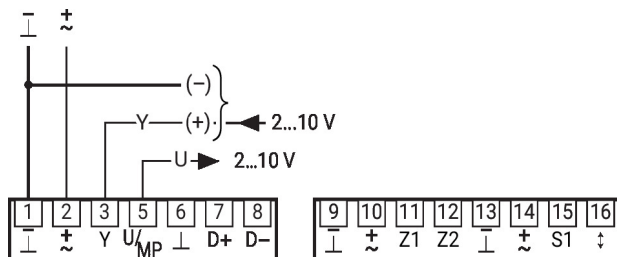 – +
⊥ ~
(–)
Y (+) 2...10 V
U 2...10 V
1 2 3 5 6 7 8 9 10 11 12 13 14 15 16
⊥ ~ Y U/MP ⊥ D+ D– ⊥ ~ Z1 Z2 ⊥ ~ S1 ↕